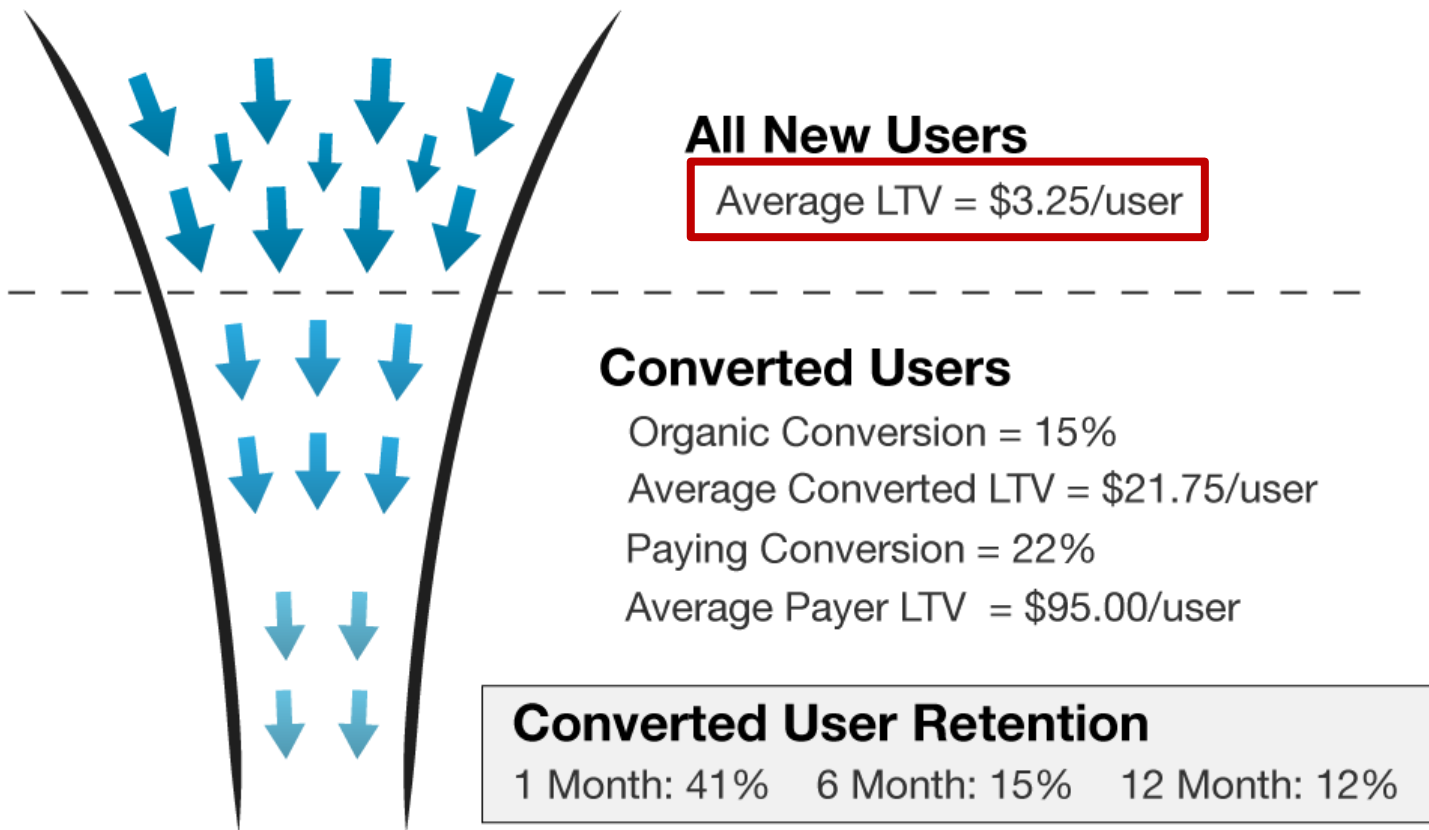 All New Users
Average LTV = $3.25/user
Converted Users
Organic Conversion = 15%
Average Converted LTV = $21.75/user
Paying Conversion = 22%
Average Payer LTV = $95.00/user
Converted User Retention
1 Month: 41% 6 Month: 15% 12 Month: 12%